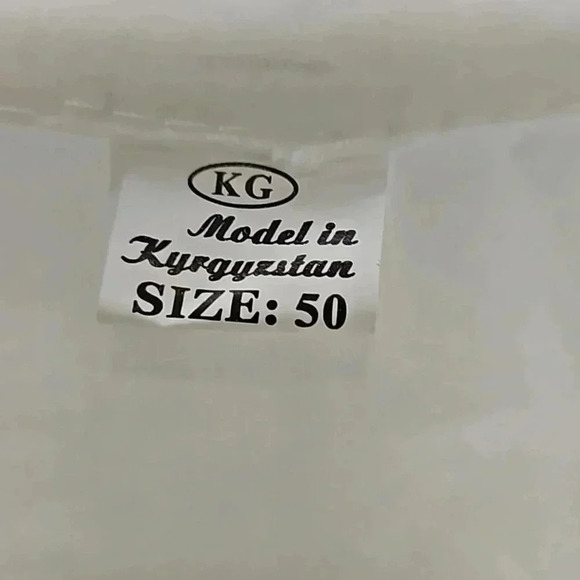 KG
Model in
Kyrgyzstan
SIZE: 50